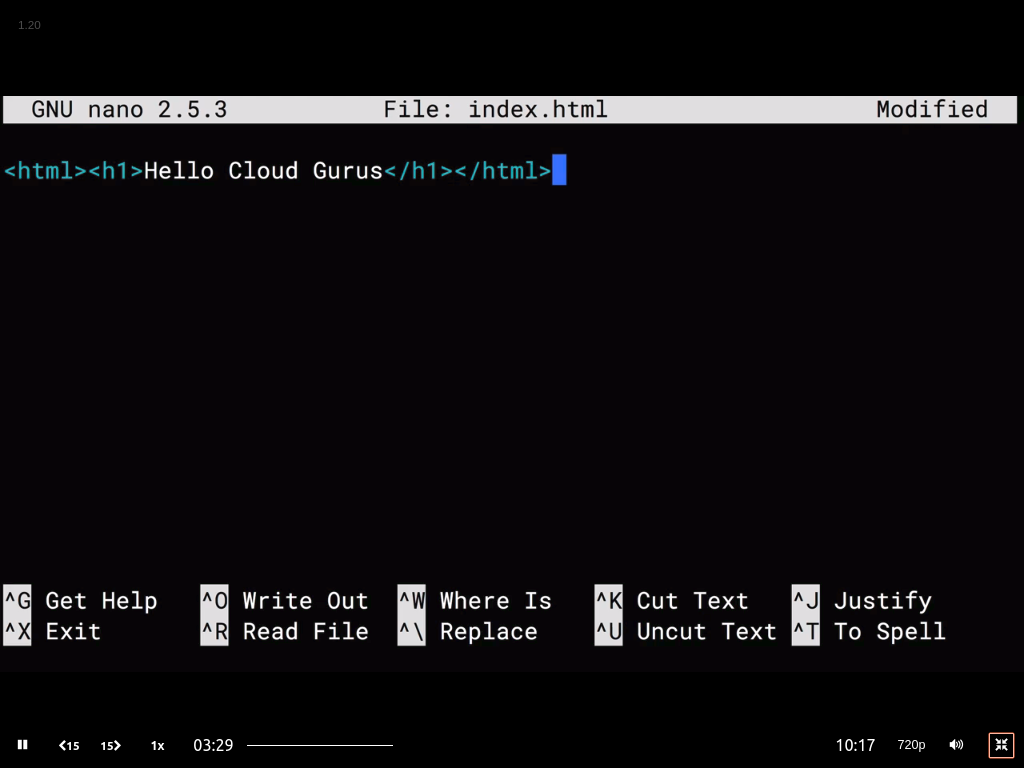 1.20
GNU nano 2.5.3 File: index.html Modified
<html><h1>Hello Cloud Gurus</h1></html>
^G Get Help ^O Write Out ^W Where Is ^K Cut Text ^J Justify
^X Exit ^R Read File ^\ Replace ^U Uncut Text ^T To Spell
15 15 1x 03:29 10:17 720p